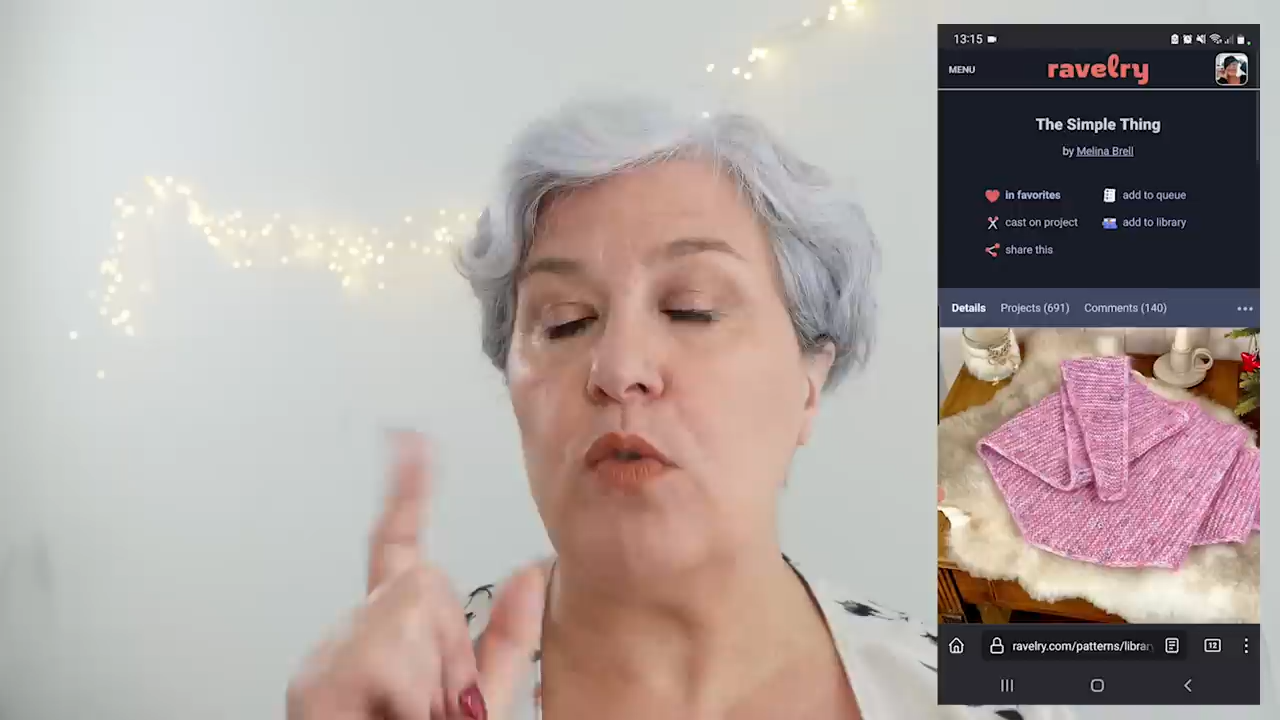 13:15
MENU
ravelry
The Simple Thing
by Melina Brell
in favorites
add to queue
cast on project
add to library
share this
Details Projects (691) Comments (140)
ravelry.com/patterns/librar
12